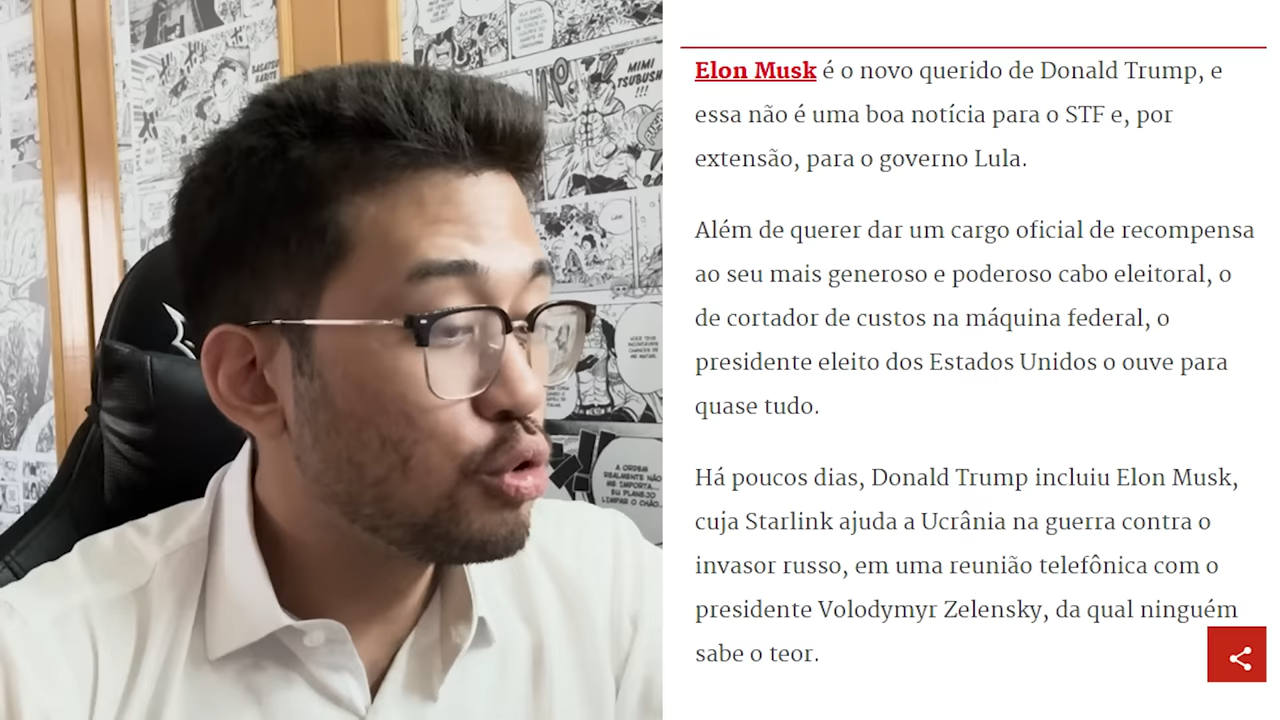 Elon Musk é o novo querido de Donald Trump, e
essa não é uma boa notícia para o STF e, por
extensão, para o governo Lula.
Além de querer dar um cargo oficial de recompensa
ao seu mais generoso e poderoso cabo eleitoral, o
de cortador de custos na máquina federal, o
presidente eleito dos Estados Unidos o ouve para
quase tudo.
Há poucos dias, Donald Trump incluiu Elon Musk,
cuja Starlink ajuda a Ucrânia na guerra contra o
invasor russo, em uma reunião telefônica com o
presidente Volodymyr Zelensky, da qual ninguém
sabe o teor.
MIMI
TSUBUSHI
!!!
A ORDEM
REALMENTE NÃO
ME IMPORTA...
EU PLANEJO
LIMPAR O CHÃO...